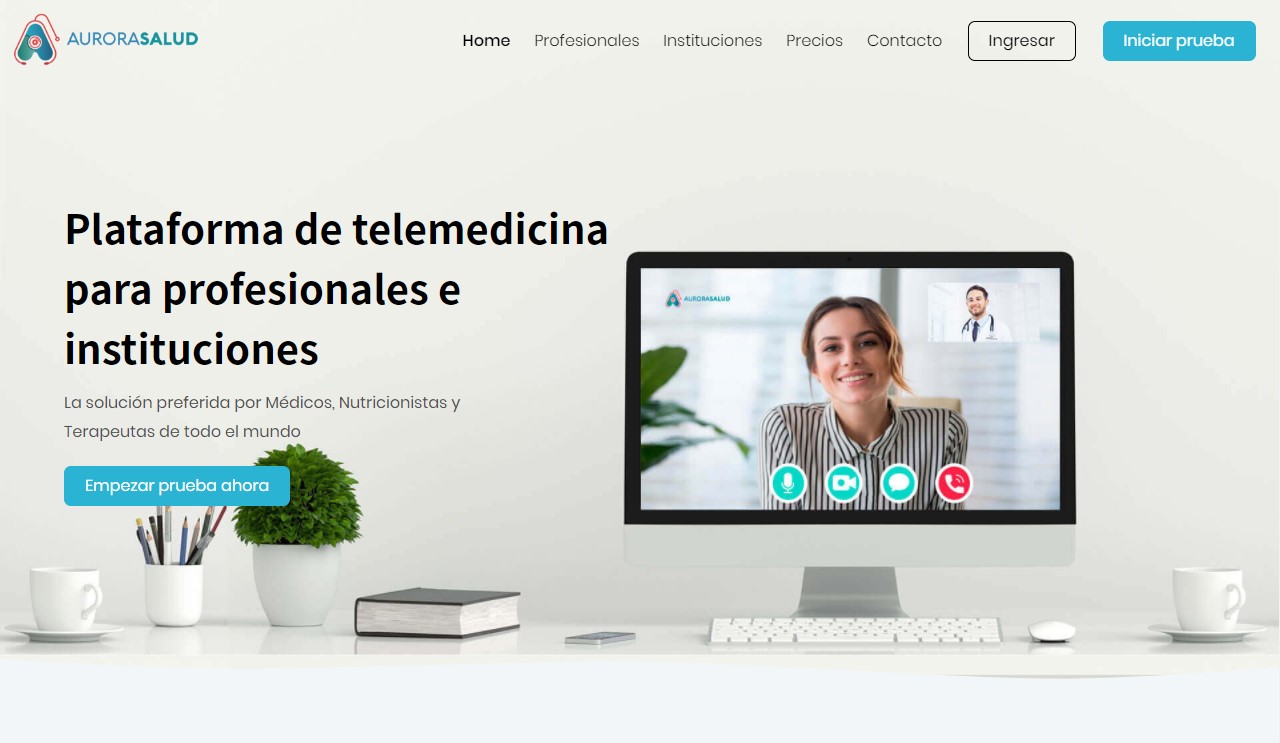 AURORASALUD
Home
Profesionales
Instituciones
Precios
Contacto
Ingresar
Iniciar prueba
Plataforma de telemedicina
para profesionales e
instituciones
AURORASALUD
La solución preferida por Médicos, Nutricionistas y
Terapeutas de todo el mundo
Empezar prueba ahora